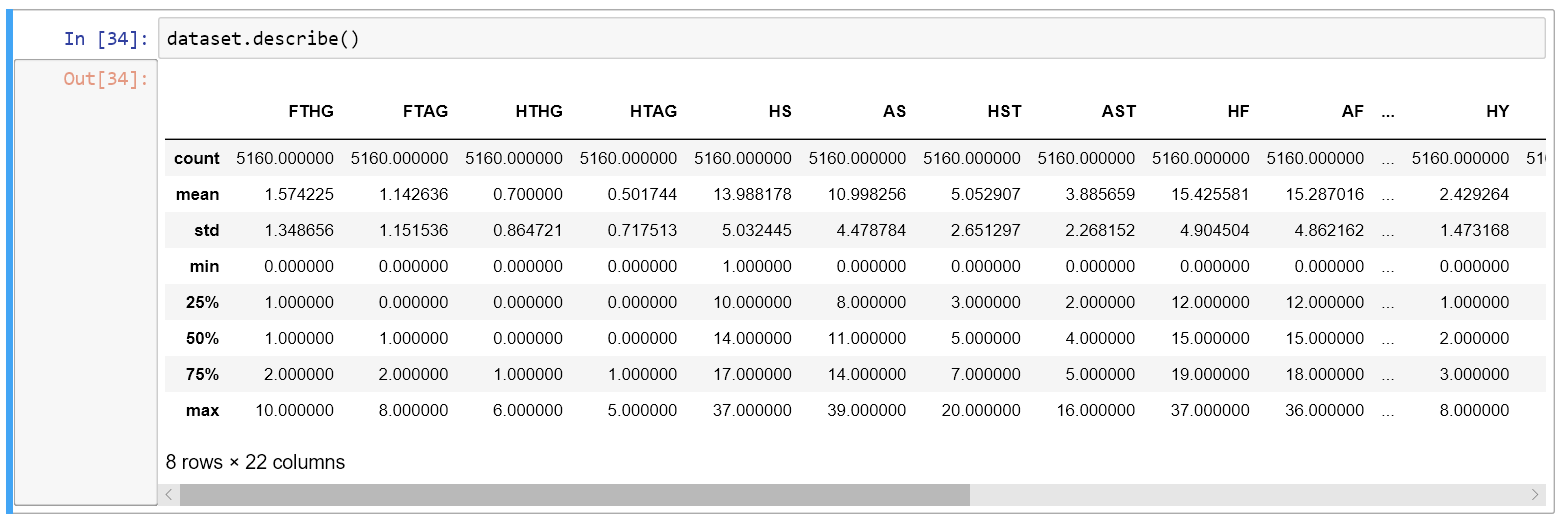 In [34]: dataset.describe()
Out[34]:
FTHG FTAG HTHG HTAG HS AS HST AST HF AF ... HY
count 5160.000000 5160.000000 5160.000000 5160.000000 5160.000000 5160.000000 5160.000000 5160.000000 5160.000000 5160.000000 ... 5160.000000 51
mean 1.574225 1.142636 0.700000 0.501744 13.988178 10.998256 5.052907 3.885659 15.425581 15.287016 ... 2.429264
std 1.348656 1.151536 0.864721 0.717513 5.032445 4.478784 2.651297 2.268152 4.904504 4.862162 ... 1.473168
min 0.000000 0.000000 0.000000 0.000000 1.000000 0.000000 0.000000 0.000000 0.000000 0.000000 ... 0.000000
25% 1.000000 0.000000 0.000000 0.000000 10.000000 8.000000 3.000000 2.000000 12.000000 12.000000 ... 1.000000
50% 1.000000 1.000000 0.000000 0.000000 14.000000 11.000000 5.000000 4.000000 15.000000 15.000000 ... 2.000000
75% 2.000000 2.000000 1.000000 1.000000 17.000000 14.000000 7.000000 5.000000 19.000000 18.000000 ... 3.000000
max 10.000000 8.000000 6.000000 5.000000 37.000000 39.000000 20.000000 16.000000 37.000000 36.000000 ... 8.000000
8 rows × 22 columns